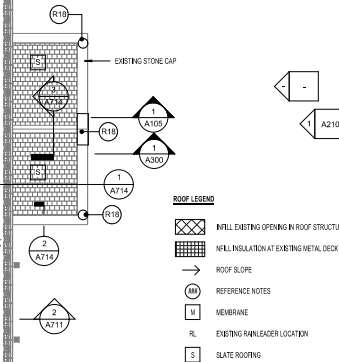 R18
S
EXISTING STONE CAP
3
A714
-
-
1
A105
1
A210
R18
1
A300
S
1
A714
R18
ROOF LEGEND
2
A714
INFILL EXISTING OPENING IN ROOF STRUCTU
NFILL INSULATION AT EXISTING METAL DECK
ROOF SLOPE
### REFERENCE NOTES
2
A711
M MEMBRANE
RL EXISTING RAINLEADER LOCATION
S SLATE ROOFING